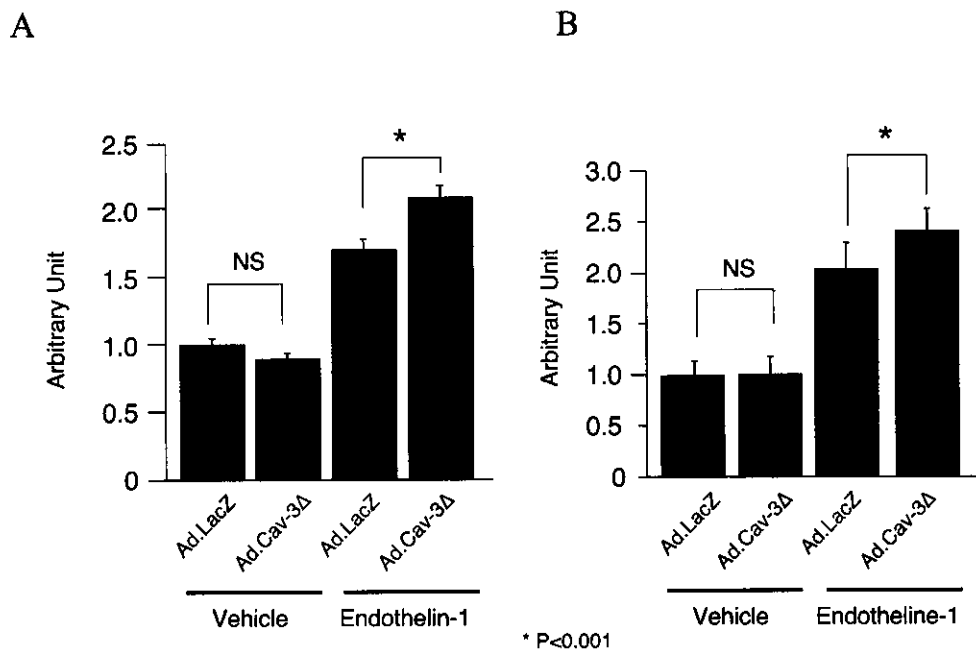 A
B
2.5
2.0
1.5
1.0
0.5
0
Arbitrary Unit
NS
*
Ad.LacZ
Ad.Cav-3Δ
Ad.LacZ
Ad.Cav-3Δ
Vehicle
Endothelin-1
3.0
2.5
2.0
1.5
1.0
0.5
0
Arbitrary Unit
NS
*
Ad.LacZ
Ad.Cav-3Δ
Ad.LacZ
Ad.Cav-3Δ
Vehicle
Endotheline-1
* P<0.001